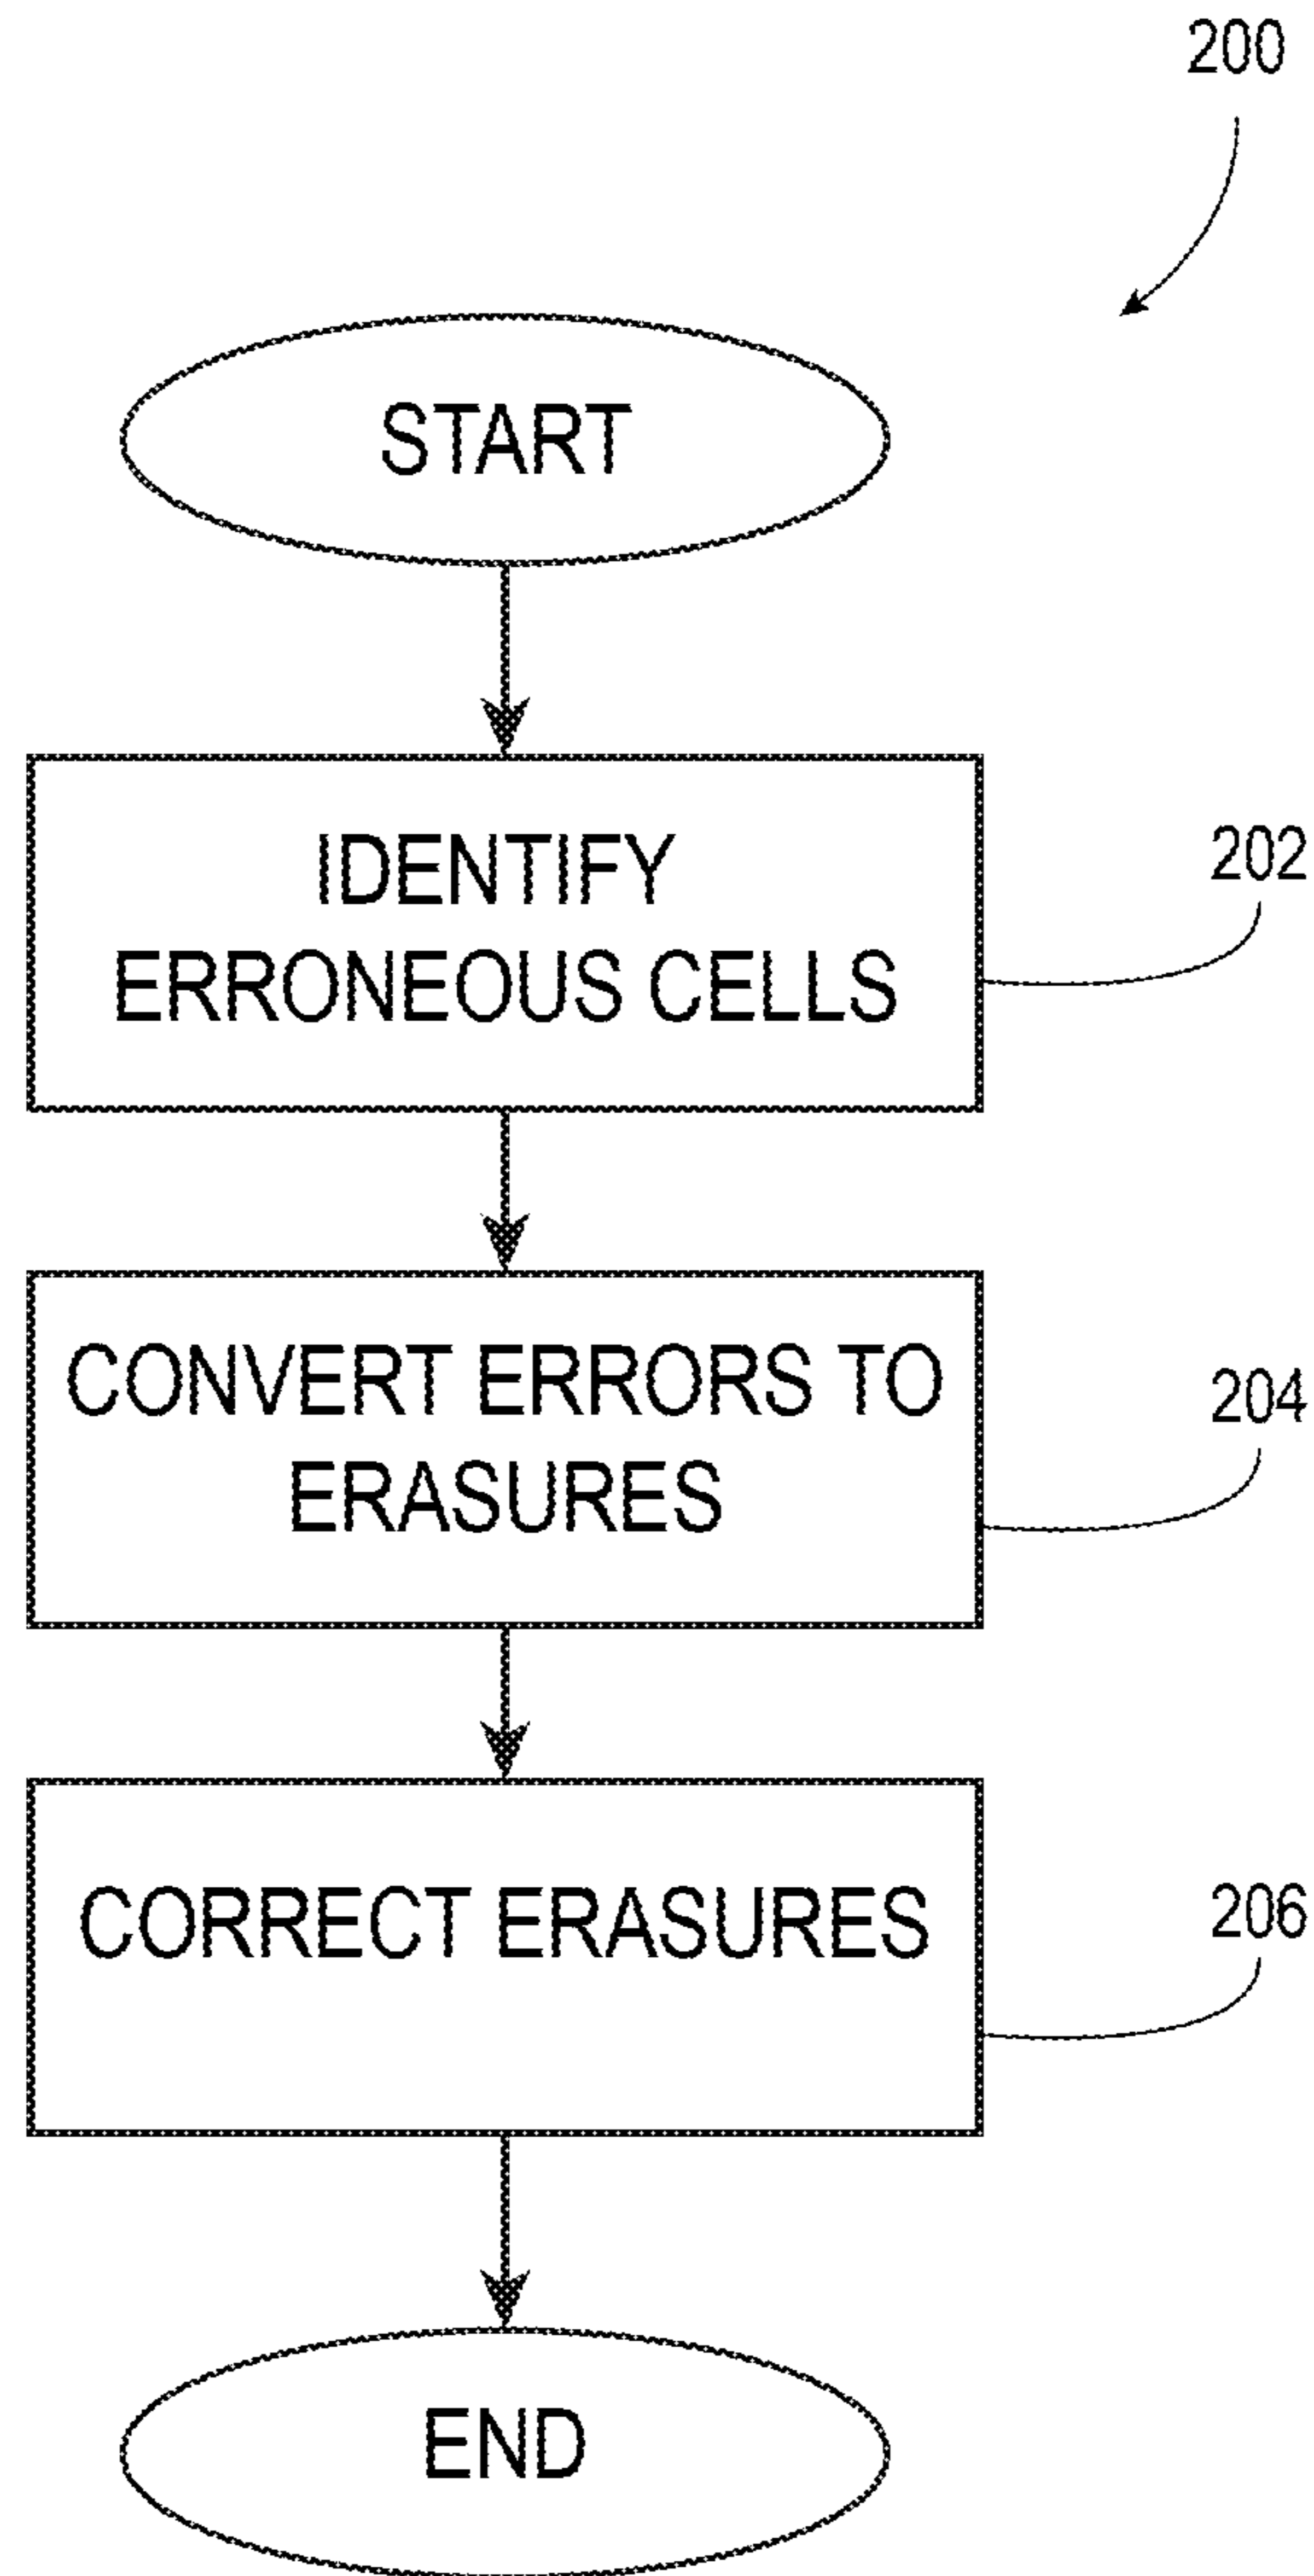 200
START
IDENTIFY
ERRONEOUS CELLS
202
CONVERT ERRORS TO
ERASURES
204
CORRECT ERASURES
206
END